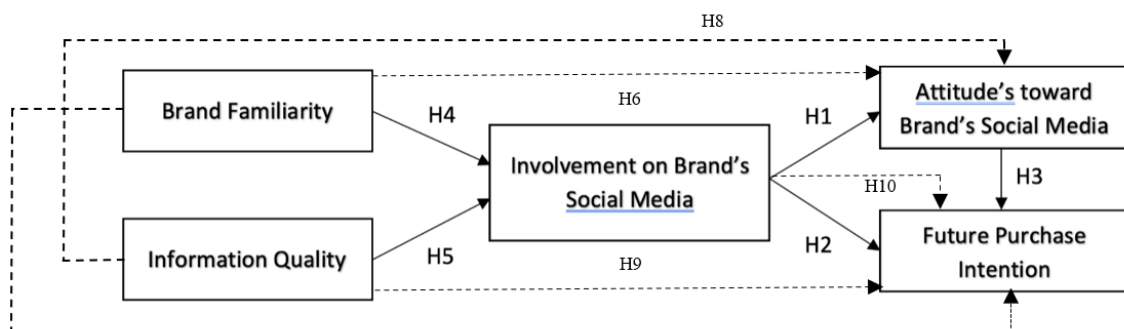 H8
Brand Familiarity
H6
H4
Attitude's toward
Brand's Social Media
H1
Involvement on Brand's
Social Media
H10
H3
Information Quality
H5
H9
H2
Future Purchase
Intention